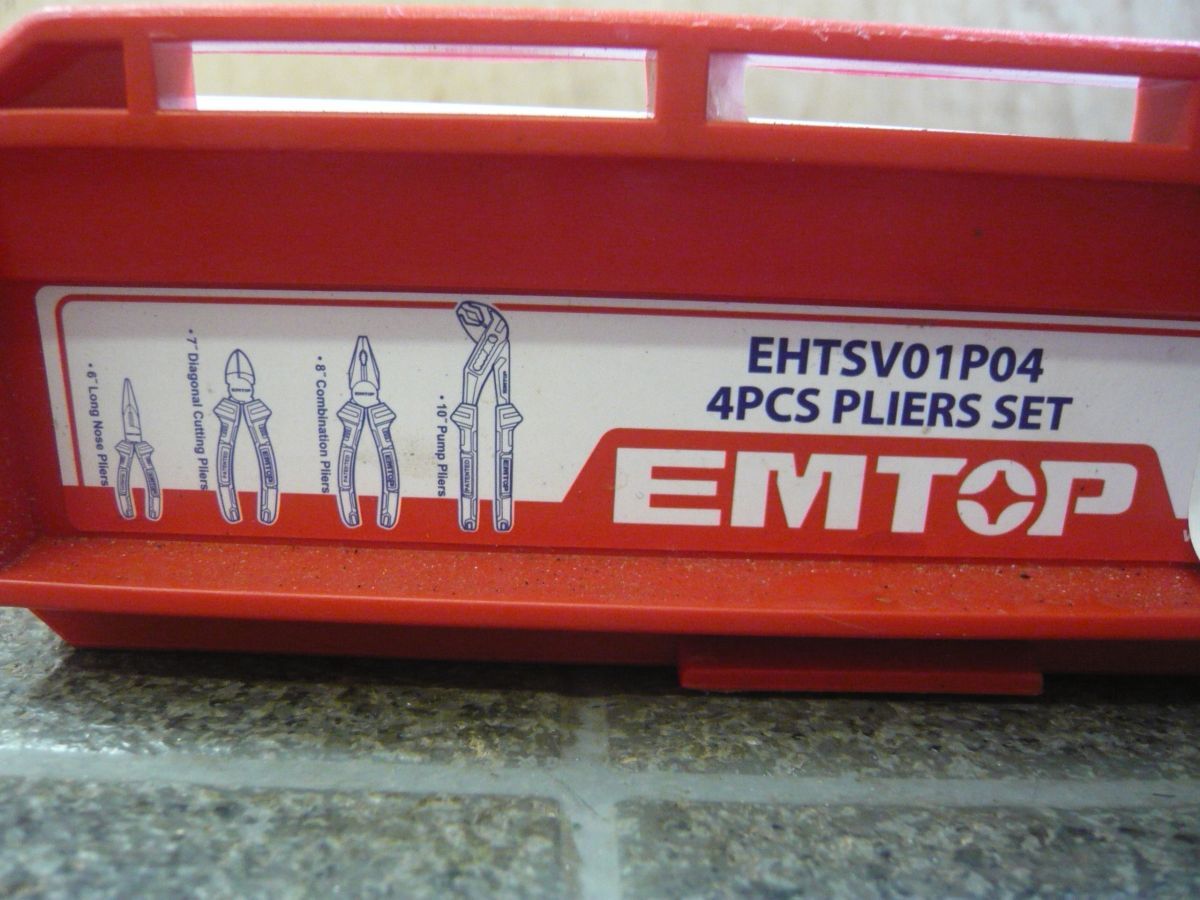 • 6" Long Nose Pliers
• 7" Diagonal Cutting Pliers
• 8" Combination Pliers
• 10" Pump Pliers
EHTSV01P04
4PCS PLIERS SET
EMTOP